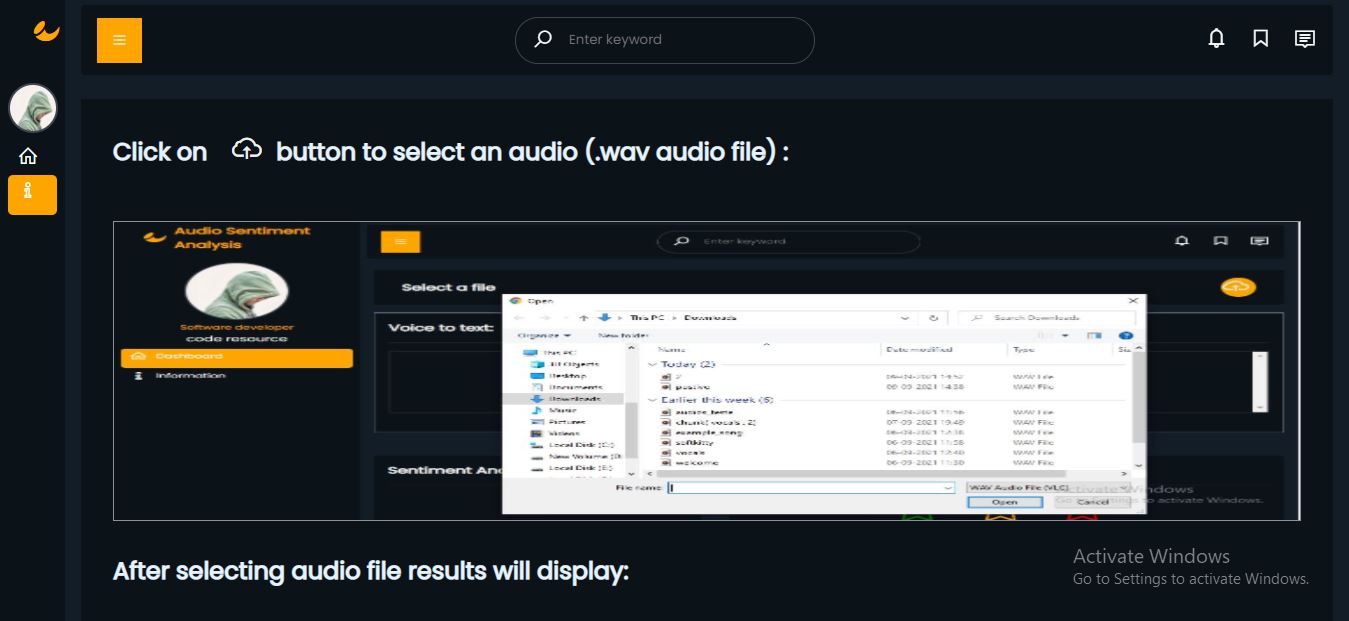 Enter keyword
Click on button to select an audio (.wav audio file) :
Audio Sentiment
Analysis
Enter keyword
Software developer
code resource
Dashboard
Information
Select a file
Voice to text:
Sentiment An
Open
This PC > Downloads
Search Downloads
Organize
New folder
This PC
3D Objects
Desktop
Documents
Downloads
Music
Pictures
Videos
Local Disk (C:)
New Volume (D:
Local Disk (E:)
Name Date modified Type Siz
Today (2)
2 09-09-2021 14:52 WAV File
postive 09-09-2021 14:38 WAV File
Earlier this week (6)
audios_teste 06-09-2021 11:56 WAV File
chunk( vocals . 2) 07-09-2021 19:49 WAV File
example_song 06-09-2021 12:38 WAV File
softkitty 06-09-2021 11:58 WAV File
vocals 06-09-2021 12:40 WAV File
welcome 06-09-2021 11:30 WAV File
File name:
WAV Audio File (VLC)
Open
Cancel
Activate Windows
Go to Settings to activate Windows.
After selecting audio file results will display:
Activate Windows
Go to Settings to activate Windows.